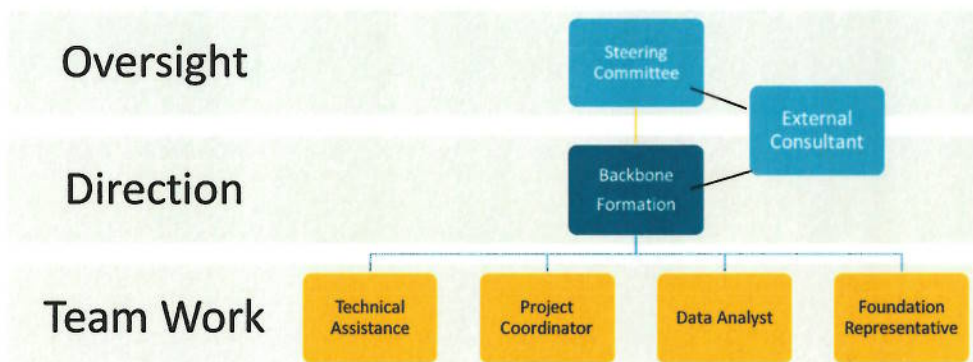 Oversight
Steering
Committee
External
Consultant
Direction
Backbone
Formation
Team Work
Technical
Assistance
Project
Coordinator
Data Analyst
Foundation
Representative